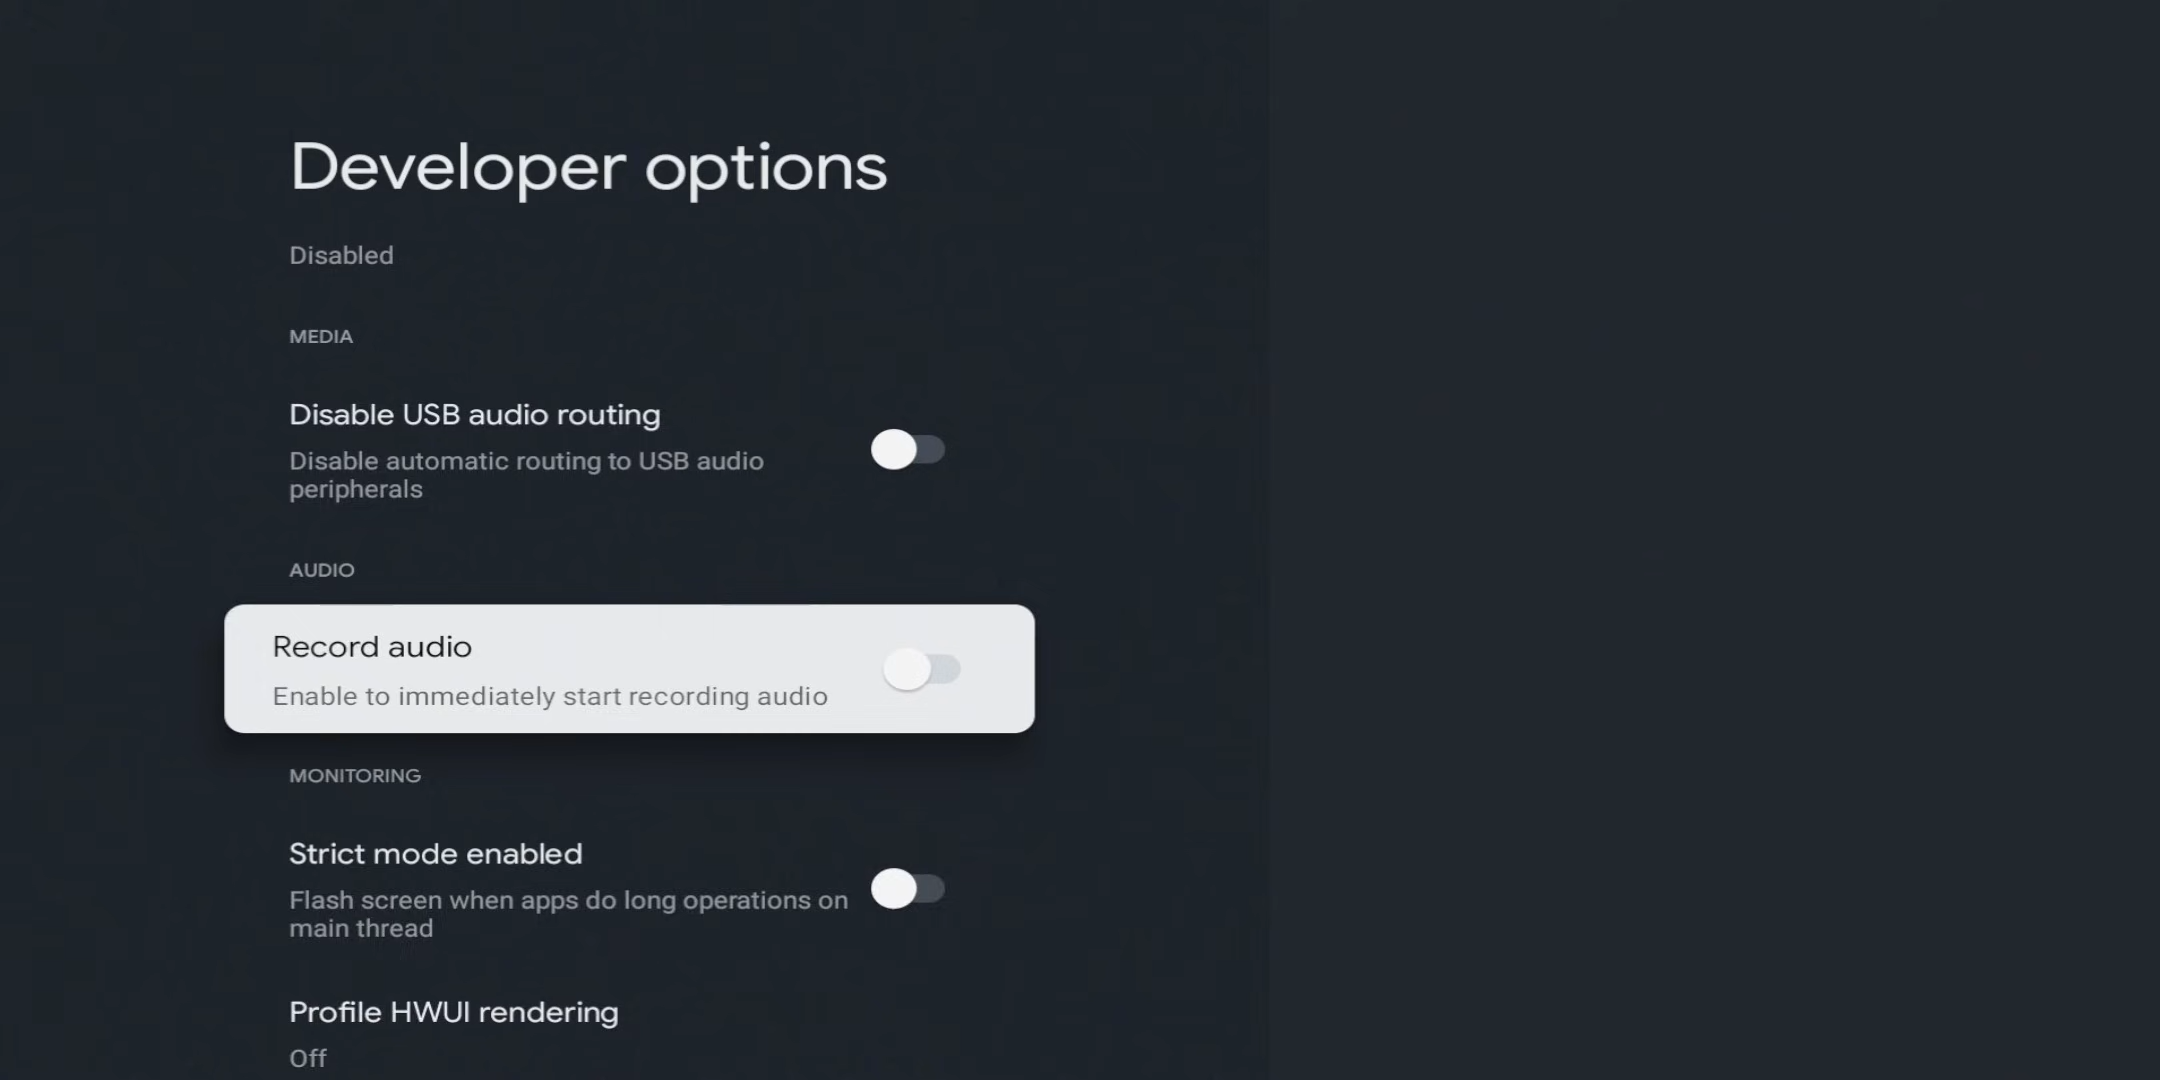 Developer options
Disabled
MEDIA
Disable USB audio routing
Disable automatic routing to USB audio
peripherals
AUDIO
Record audio
Enable to immediately start recording audio
MONITORING
Strict mode enabled
Flash screen when apps do long operations on
main thread
Profile HWUI rendering
Off